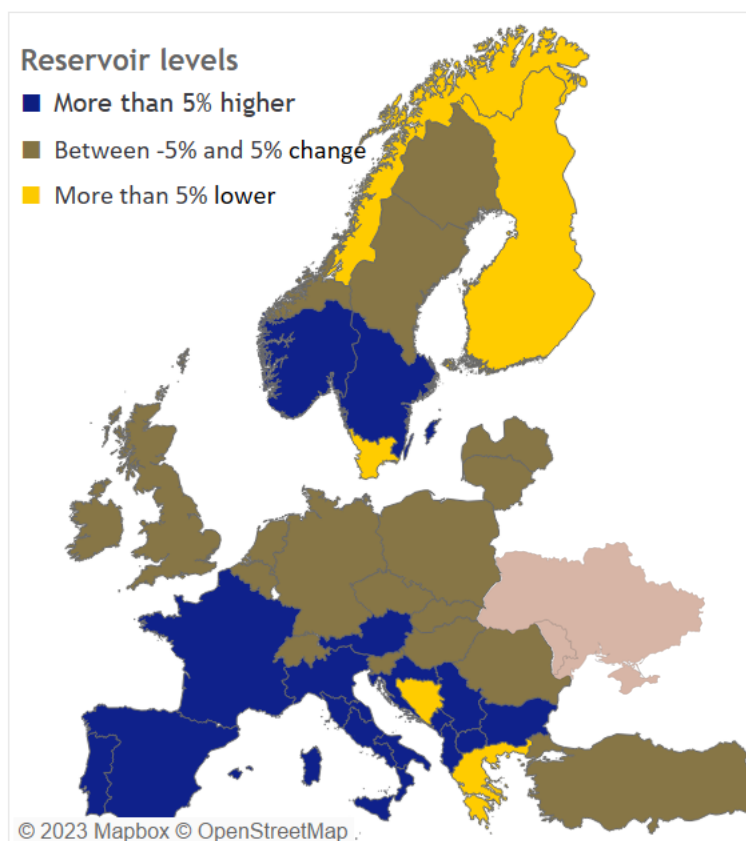 Reservoir levels
More than 5% higher
Between -5% and 5% change
More than 5% lower
© 2023 Mapbox © OpenStreetMap